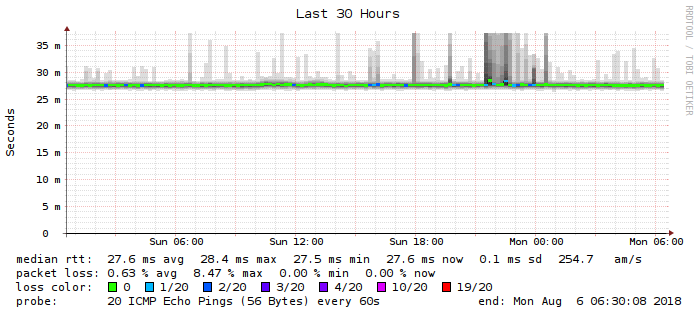 Last 30 Hours
RRDTOOL / TOBI OETIKER
Seconds
35 m
30 m
25 m
20 m
15 m
10 m
5 m
0
Sun 06:00 Sun 12:00 Sun 18:00 Mon 00:00 Mon 06:00
median rtt: 27.6 ms avg 28.4 ms max 27.5 ms min 27.6 ms now 0.1 ms sd 254.7 am/s
packet loss: 0.63 % avg 8.47 % max 0.00 % min 0.00 % now
loss color: 0 1/20 2/20 3/20 4/20 10/20 19/20
probe: 20 ICMP Echo Pings (56 Bytes) every 60s end: Mon Aug 6 06:30:08 2018